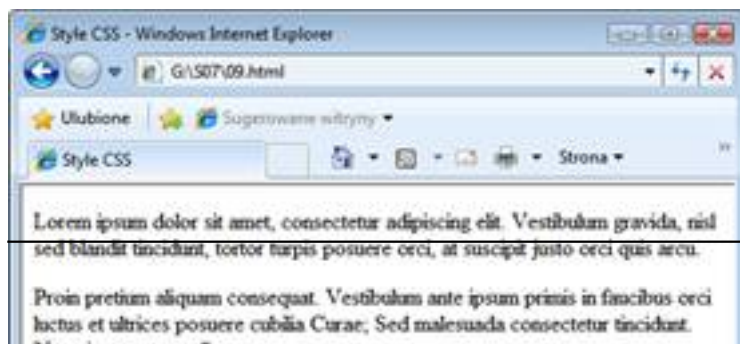 Style CSS - Windows Internet Explorer
G:\S07\09.html
Ulubione Sugerowane witryny
Style CSS Strona
Lorem ipsum dolor sit amet, consectetur adipiscing elit. Vestibulum gravida, nisl
sed blandit tincidunt, tortor turpis posuere orci, at suscipit justo orci quis arcu.
Proin pretium aliquam consequat. Vestibulum ante ipsum primis in faucibus orci
luctus et ultrices posuere cubilia Curae; Sed malesuada consectetur tincidunt.